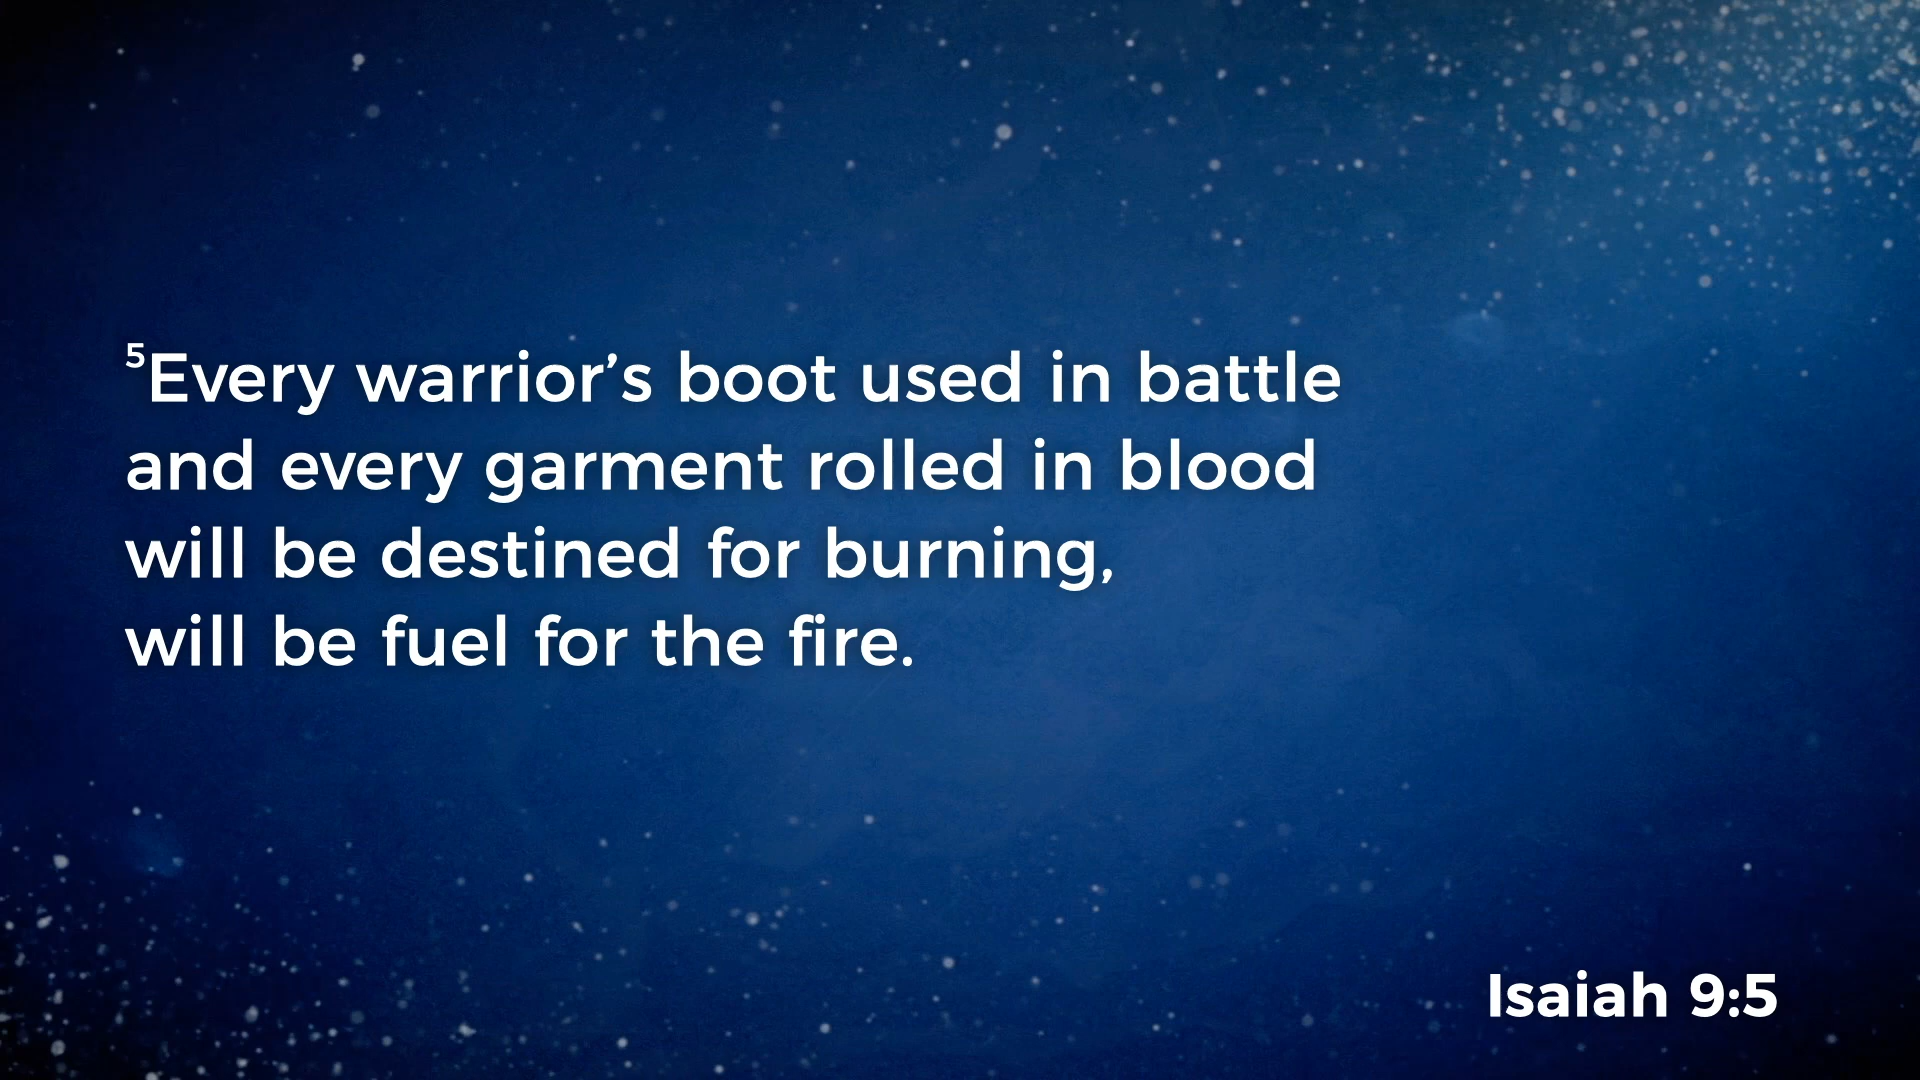 ⁵Every warrior’s boot used in battle
and every garment rolled in blood
will be destined for burning,
will be fuel for the fire.
Isaiah 9:5